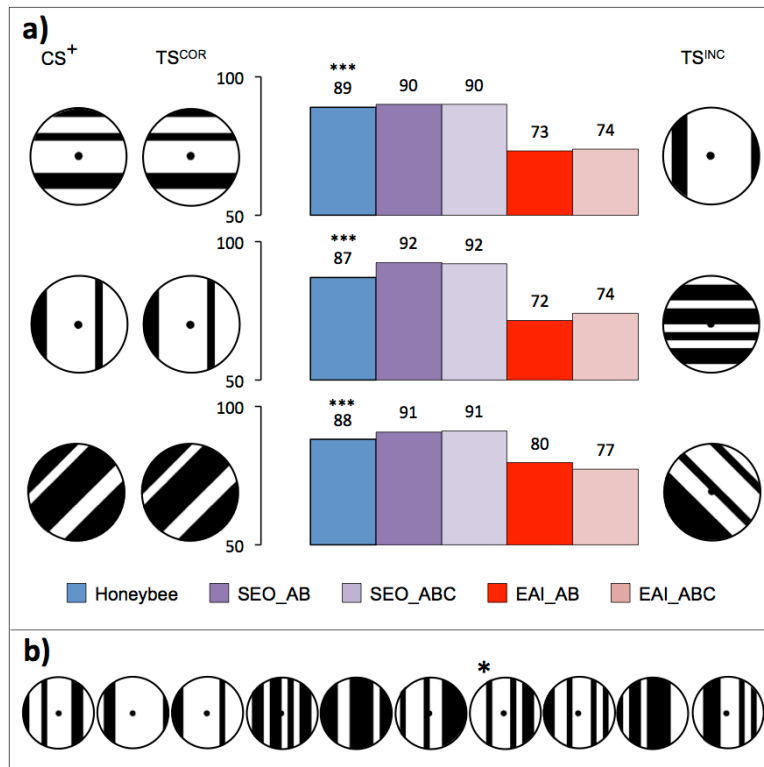 a)
CS+ TSCOR TSINC
100
***
89 90 90 73 74
50
100
***
87 92 92 72 74
50
100
***
88 91 91 80 77
50
Honeybee SEO_AB SEO_ABC EAI_AB EAI_ABC
b)
*